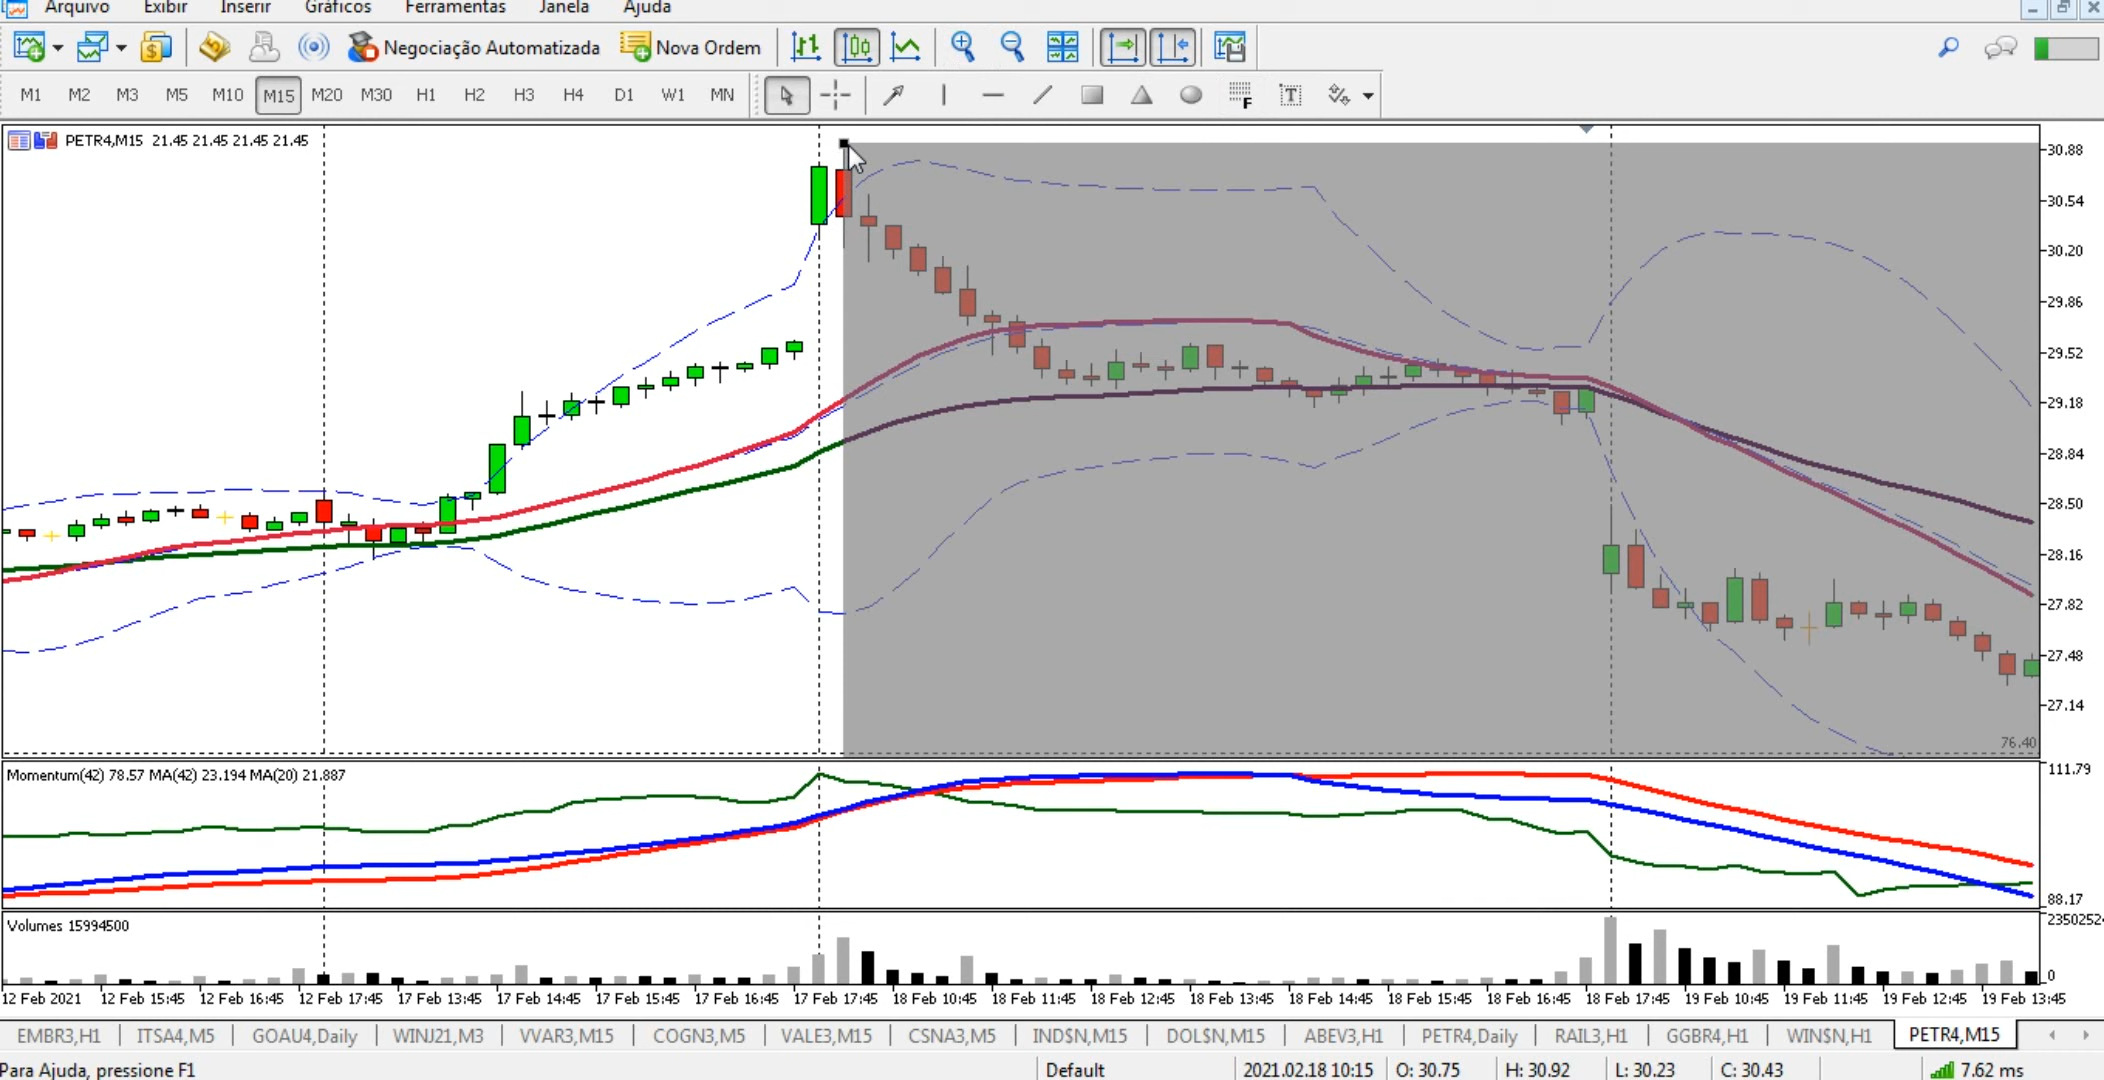 Arquivo Exibir Inserir Gráficos Ferramentas Janela Ajuda
Negociação Automatizada Nova Ordem
M1 M2 M3 M5 M10 M15 M20 M30 H1 H2 H3 H4 D1 W1 MN F T
PETR4,M15 21.45 21.45 21.45 21.45
30.88
30.54
30.20
29.86
29.52
29.18
28.84
28.50
28.16
27.82
27.48
27.14
76.40
Momentum(42) 78.57 MA(42) 23.194 MA(20) 21.887
111.79
88.17
Volumes 15994500
2350252
0
12 Feb 2021 12 Feb 15:45 12 Feb 16:45 12 Feb 17:45 17 Feb 13:45 17 Feb 14:45 17 Feb 15:45 17 Feb 16:45 17 Feb 17:45 18 Feb 10:45 18 Feb 11:45 18 Feb 12:45 18 Feb 13:45 18 Feb 14:45 18 Feb 15:45 18 Feb 16:45 18 Feb 17:45 19 Feb 10:45 19 Feb 11:45 19 Feb 12:45 19 Feb 13:45
EMBR3,H1 ITSA4,M5 GOAU4,Daily WINJ21,M3 VVAR3,M15 COGN3,M5 VALE3,M15 CSNA3,M5 IND$N,M15 DOL$N,M15 ABEV3,H1 PETR4,Daily RAIL3,H1 GGBR4,H1 WIN$N,H1 PETR4,M15
Para Ajuda, pressione F1 Default 2021.02.18 10:15 O: 30.75 H: 30.92 L: 30.23 C: 30.43 7.62 ms